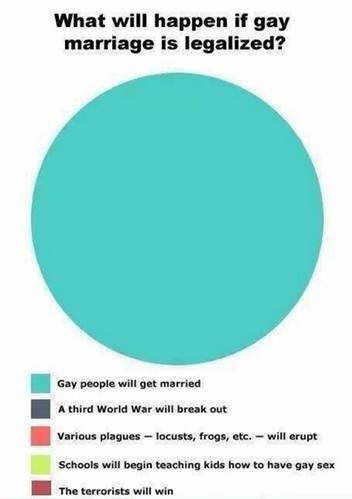 What will happen if gay
marriage is legalized?
Gay people will get married
A third World War will break out
Various plagues — locusts, frogs, etc. — will erupt
Schools will begin teaching kids how to have gay sex
The terrorists will win